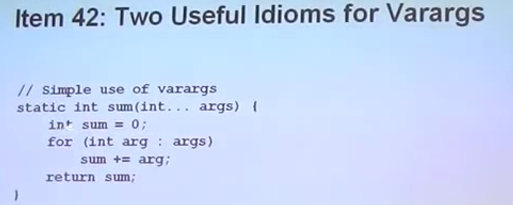 Item 42: Two Useful Idioms for Varargs
// Simple use of varargs
static int sum(int... args) {
int sum = 0;
for (int arg : args)
sum += arg;
return sum;
}